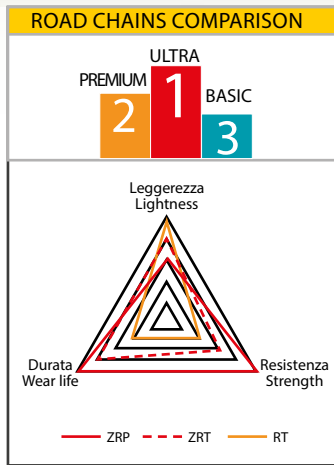 ROAD CHAINS COMPARISON
ULTRA
PREMIUM
1
BASIC
2
3
Leggerezza
Lightness
Durata
Wear life
Resistenza
Strength
ZRP ZRT RT